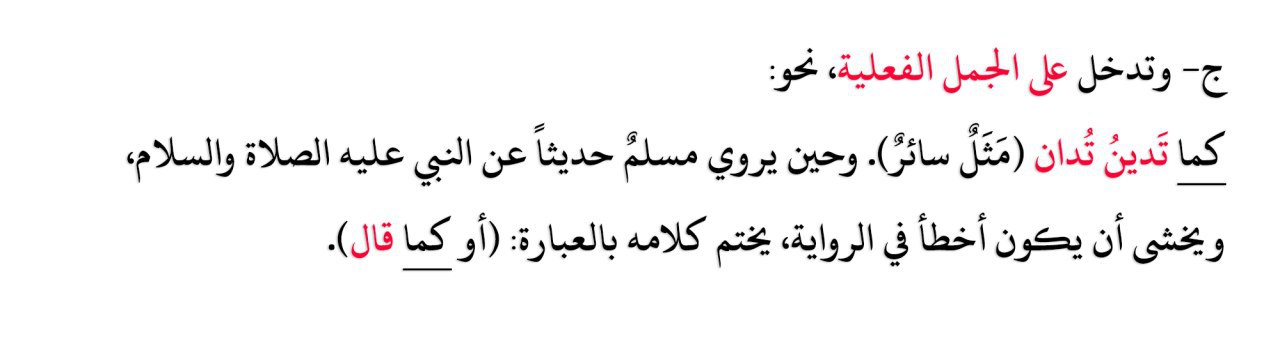 ج- وتدخل على الجمل الفعلية، نحو:
كما تَدينُ تُدان (مَثَلٌ سائرٌ). وحين يروي مسلمٌ حديثاً عن النبي عليه الصلاة والسلام،
ويخشى أن يكون أخطأ في الرواية، يختم كلامه بالعبارة: (أو كما قال).